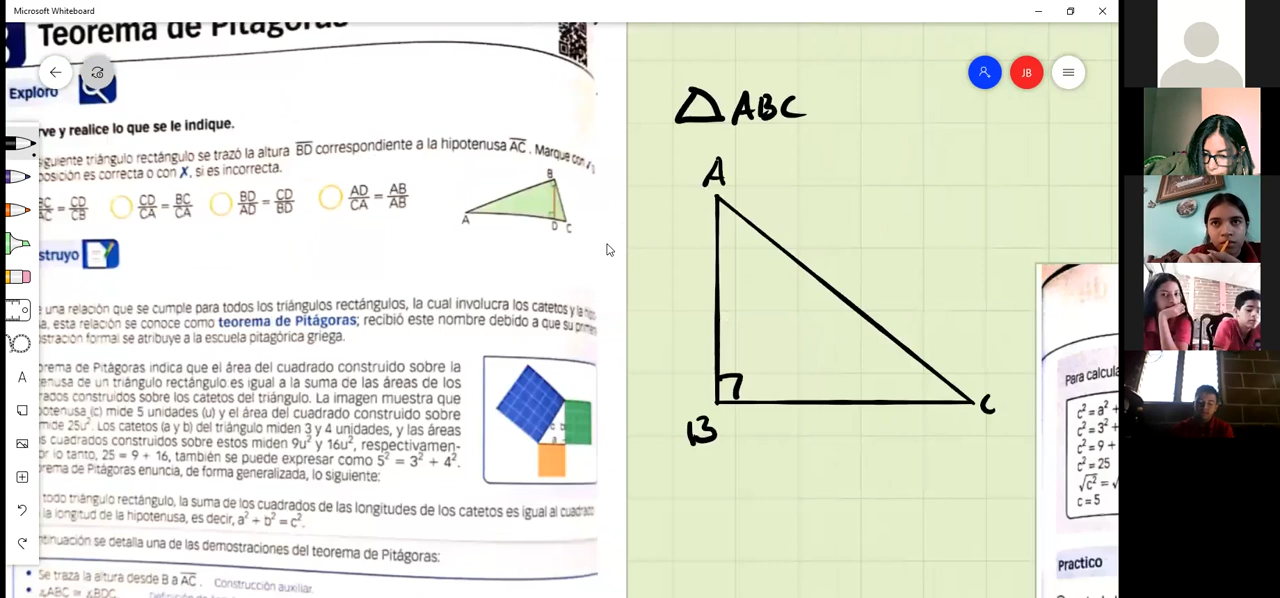 Microsoft Whiteboard
Teorema de Pitágoras
Exploro
rve y realice lo que se le indique.
siguiente triángulo rectángulo se trazó la altura BD correspondiente a la hipotenusa AC. Marque con
posición es correcta o con ✗, si es incorrecta.
BC/AC = CD/CB CD/CA = BC/CA BD/AD = CD/BD AD/CA = AB/AB
B
A
D C
struyo
e una relación que se cumple para todos los triángulos rectángulos, la cual involucra los catetos y la
a, esta relación se conoce como teorema de Pitágoras; recibió este nombre debido a que su
stración formal se atribuye a la escuela pitagórica griega.
orema de Pitágoras indica que el área del cuadrado construido sobre la
enusa de un triángulo rectángulo es igual a la suma de las áreas de los
rados construidos sobre los catetos del triángulo. La imagen muestra que
potenusa (c) mide 5 unidades (u) y el área del cuadrado construido sobre
mide 25u². Los catetos (a y b) del triángulo miden 3 y 4 unidades, y las áreas
s cuadrados construidos sobre estos miden 9u² y 16u², respectivamen-
or lo tanto, 25 = 9 + 16, también se puede expresar como 5² = 3² + 4².
rema de Pitágoras enuncia, de forma generalizada, lo siguiente:
c b
a
todo triángulo rectángulo, la suma de los cuadrados de las longitudes de los catetos es igual al cuadrado
la longitud de la hipotenusa, es decir, a² + b² = c².
ntinuación se detalla una de las demostraciones del teorema de Pitágoras:
• Se traza la altura desde B a AC. Construcción auxiliar.
• ∡ABC ≅ ∡BDC
JB
△ABC
A
B
C
Para calcula
c² = a² +
c² = 3² +
c² = 9 +
c² = 25
√c² = √
c = 5
Practico
A